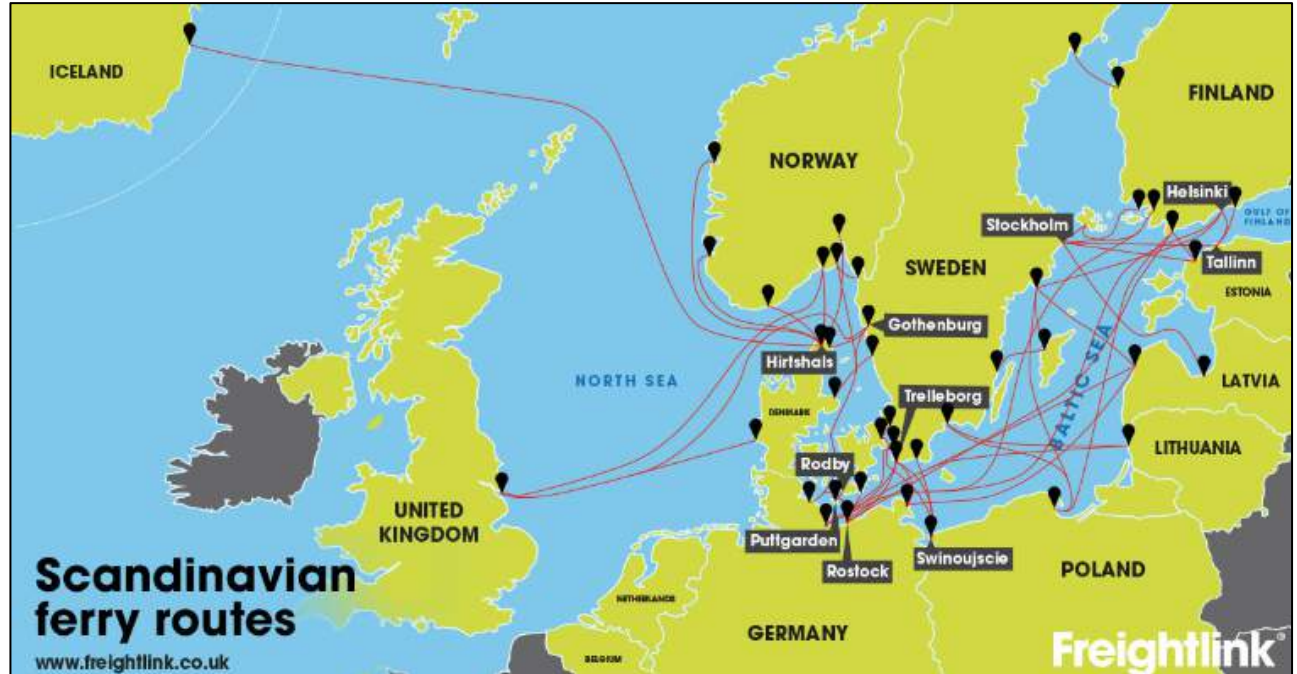 ICELAND
FINLAND
NORWAY
Helsinki
GULF OF
FINLAND
Stockholm
Tallinn
SWEDEN
ESTONIA
Gothenburg
Hirtshals
NORTH SEA
BALTIC SEA
LATVIA
Trelleborg
DENMARK
LITHUANIA
Rodby
UNITED
KINGDOM
Puttgarden
Rostock
Swinoujscie
POLAND
NETHERLANDS
GERMANY
BELGIUM
Scandinavian
ferry routes
www.freightlink.co.uk
Freightlink®